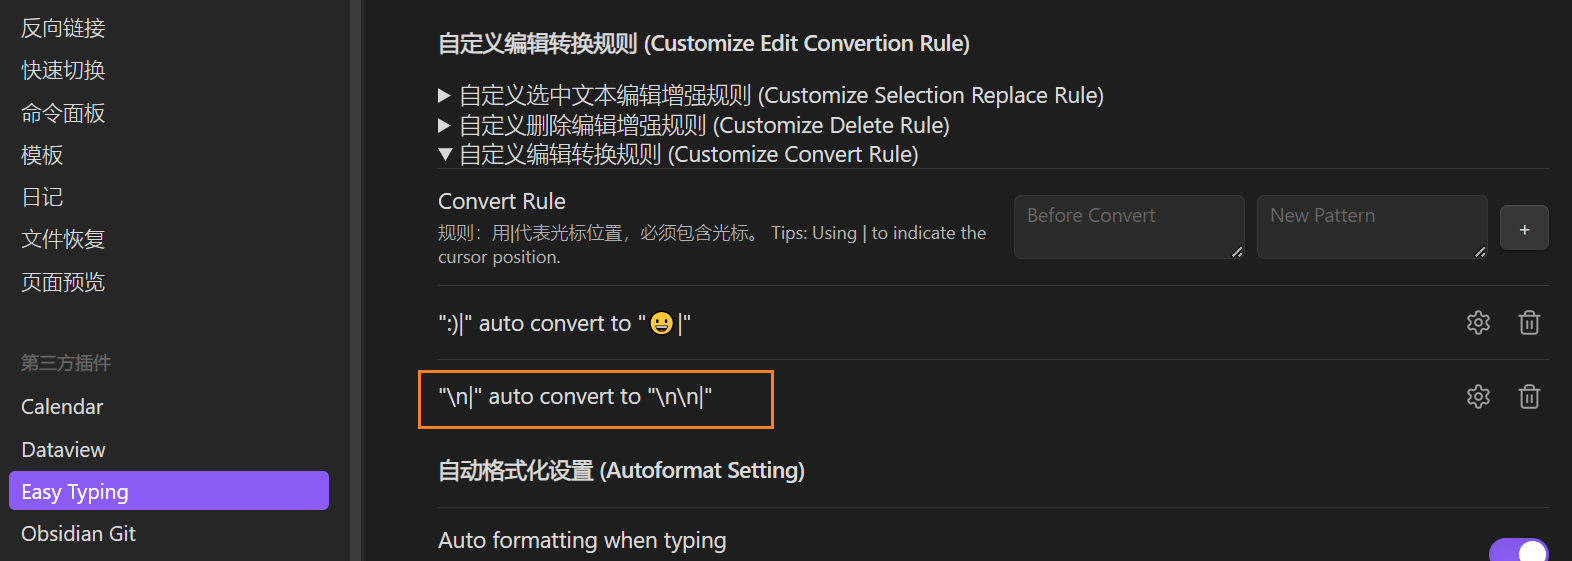 反向链接
快速切换
命令面板
模板
日记
文件恢复
页面预览
第三方插件
Calendar
Dataview
Easy Typing
Obsidian Git
自定义编辑转换规则 (Customize Edit Convertion Rule)
▶ 自定义选中文本编辑增强规则 (Customize Selection Replace Rule)
▶ 自定义删除编辑增强规则 (Customize Delete Rule)
▼ 自定义编辑转换规则 (Customize Convert Rule)
Convert Rule
规则：用|代表光标位置，必须包含光标。 Tips: Using | to indicate the
cursor position.
Before Convert
New Pattern
+
":)|" auto convert to "😀|"
"\n|" auto convert to "\n\n|"
自动格式化设置 (Autoformat Setting)
Auto formatting when typing